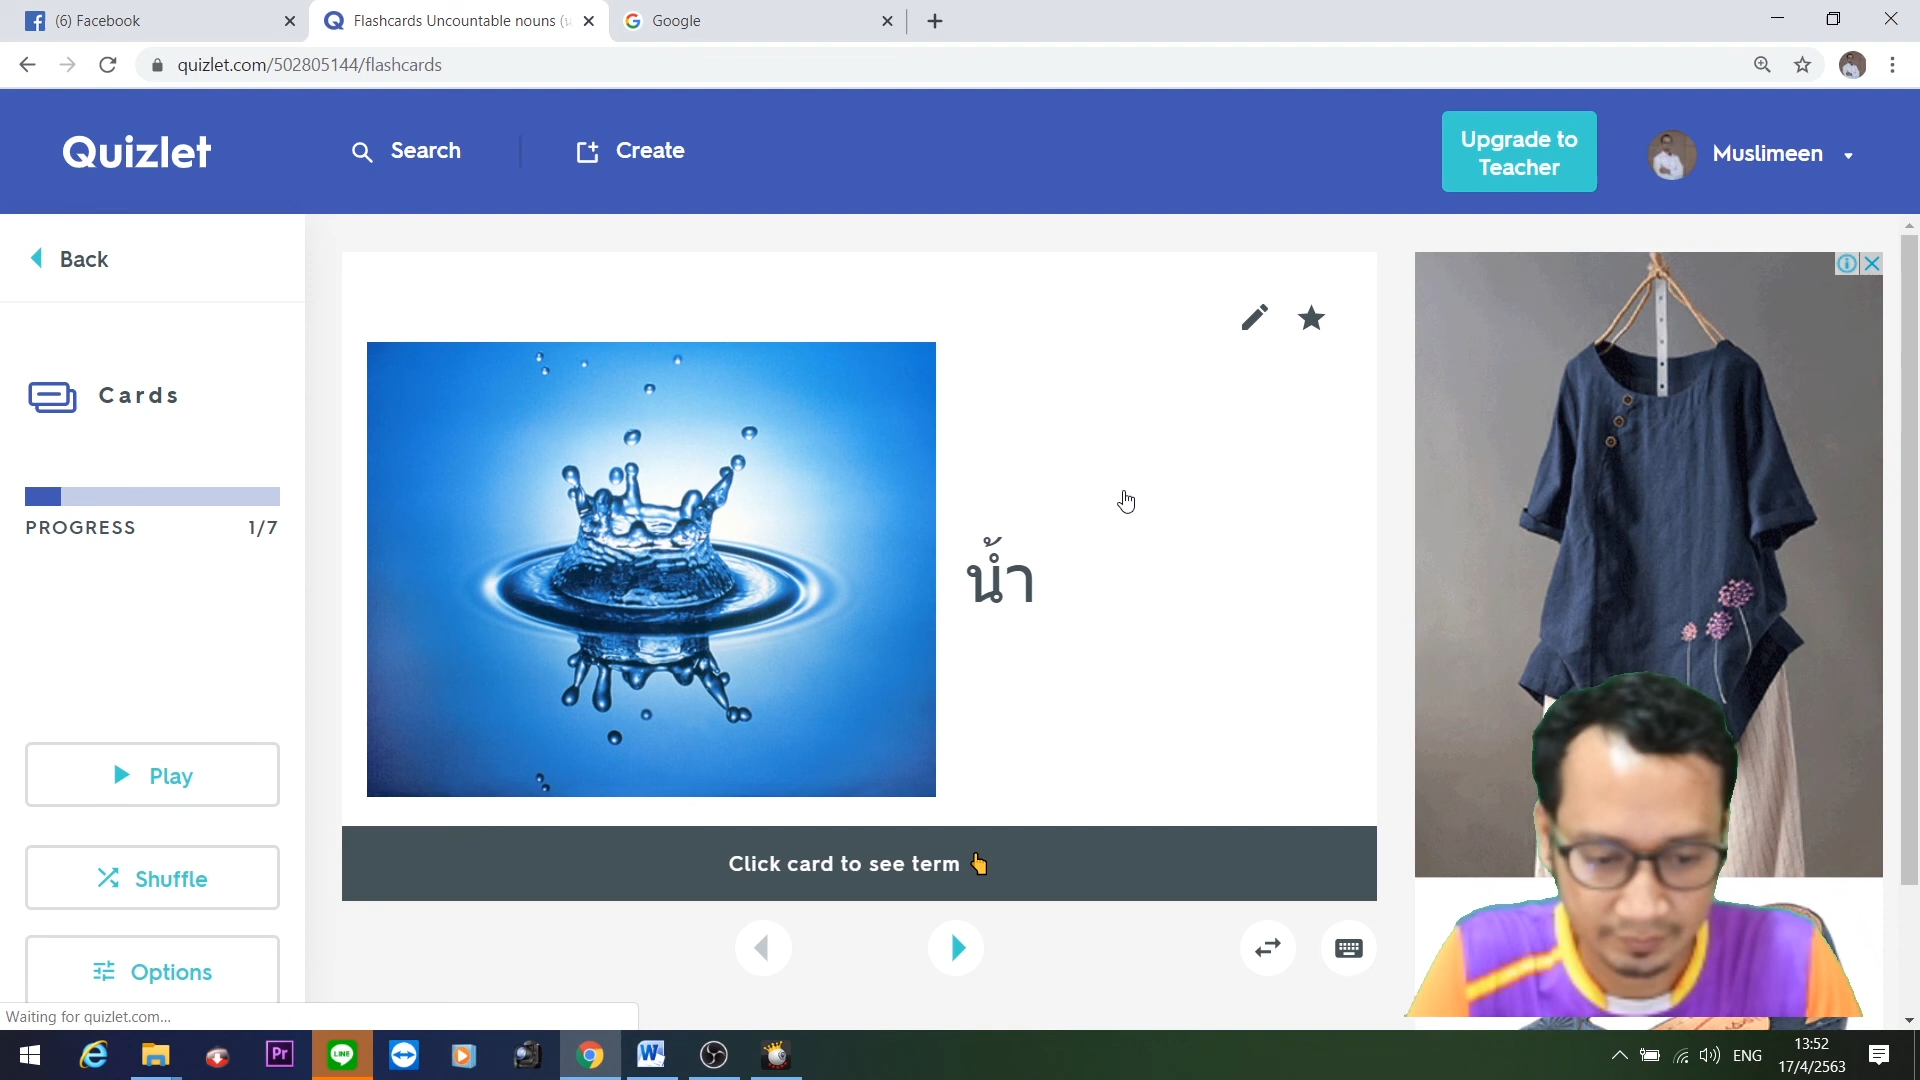 (6) Facebook
Flashcards Uncountable nouns
Google
quizlet.com/502805144/flashcards
Quizlet
Search
Create
Upgrade to
Teacher
Muslimeen
Back
Cards
PROGRESS 1/7
Play
Shuffle
Options
น้ำ
Click card to see term
Waiting for quizlet.com...
Pr
LINE
W
ENG
13:52
17/4/2563